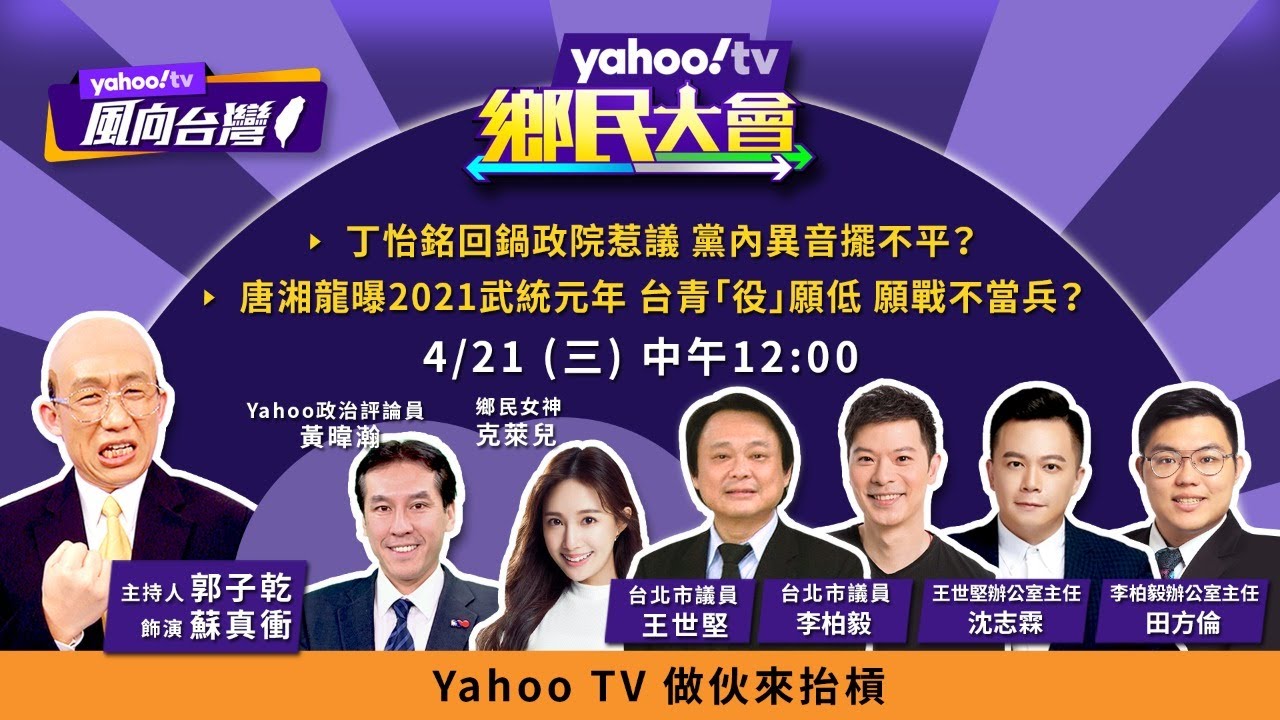 yahoo!tv
風向台灣
yahoo!tv
鄉民大會
丁怡銘回鍋政院惹議 黨內異音擺不平?
唐湘龍曝2021武統元年 台青「役」願低 願戰不當兵?
4/21 (三) 中午12:00
Yahoo政治評論員
黃暐瀚
鄉民女神
克萊兒
主持人 郭子乾
飾演 蘇真衝
台北市議員
王世堅
台北市議員
李柏毅
王世堅辦公室主任
沈志霖
李柏毅辦公室主任
田方倫
Yahoo TV 做伙來抬槓